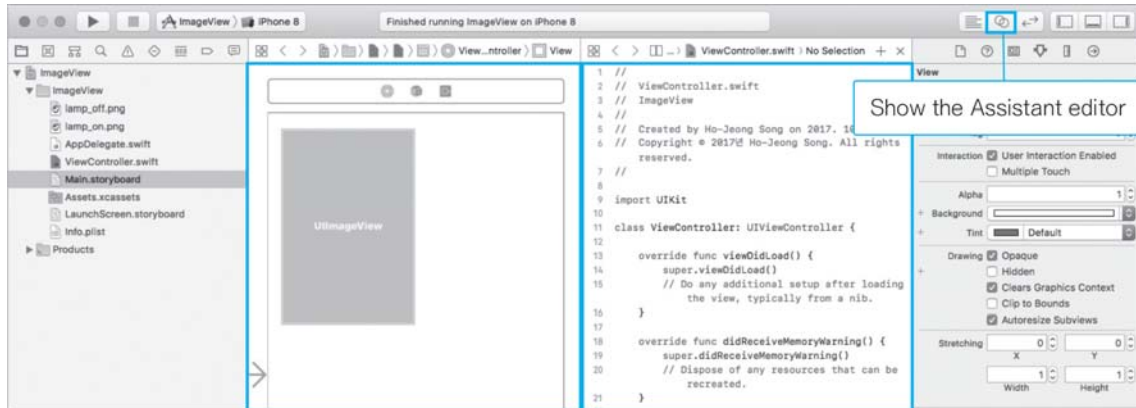 ImageView
iPhone 8
Finished running ImageView on iPhone 8
View...ntroller
View
ViewController.swift
No Selection
ImageView
ImageView
lamp_off.png
lamp_on.png
AppDelegate.swift
ViewController.swift
Main.storyboard
Assets.xcassets
LaunchScreen.storyboard
Info.plist
Products
UIImageView
1 //
2 // ViewController.swift
3 // ImageView
4 //
5 // Created by Ho-Jeong Song on 2017.
6 // Copyright © 2017년 Ho-Jeong Song. All rights
reserved.
7 //
8
9 import UIKit
10
11 class ViewController: UIViewController {
12
13 override func viewDidLoad() {
14 super.viewDidLoad()
15 // Do any additional setup after loading
the view, typically from a nib.
16 }
17
18 override func didReceiveMemoryWarning() {
19 super.didReceiveMemoryWarning()
20 // Dispose of any resources that can be
recreated.
21 }
View
Show the Assistant editor
Interaction User Interaction Enabled
Multiple Touch
Alpha 1
Background
Tint Default
Drawing Opaque
Hidden
Clears Graphics Context
Clip to Bounds
Autoresize Subviews
Stretching 0 0
X Y
1 1
Width Height